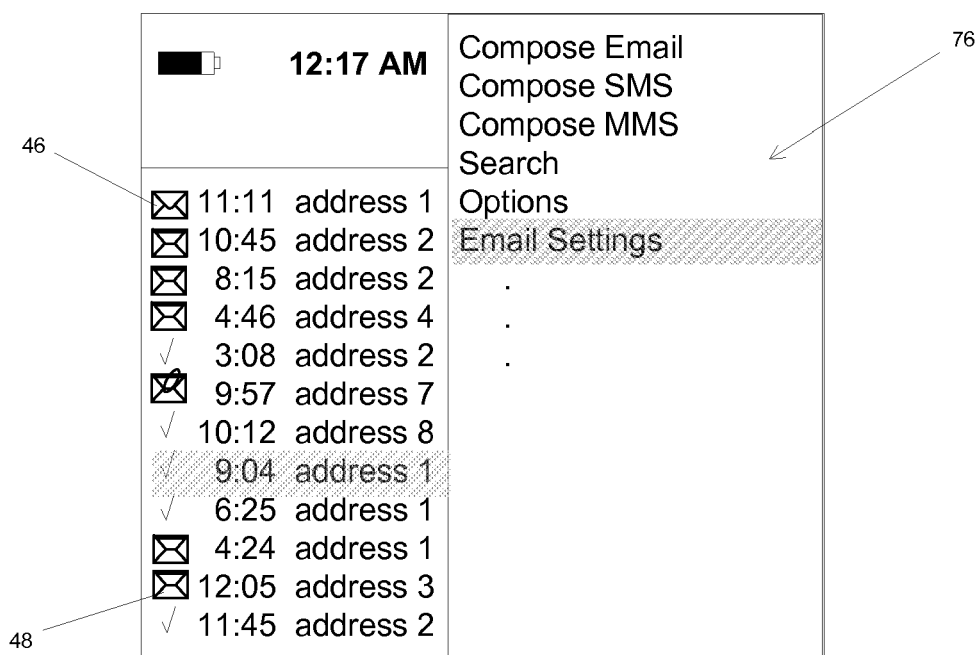 12:17 AM
Compose Email
Compose SMS
Compose MMS
Search
Options
Email Settings
.
.
.
76
46
11:11 address 1
10:45 address 2
8:15 address 2
4:46 address 4
3:08 address 2
9:57 address 7
10:12 address 8
9:04 address 1
6:25 address 1
4:24 address 1
12:05 address 3
11:45 address 2
48